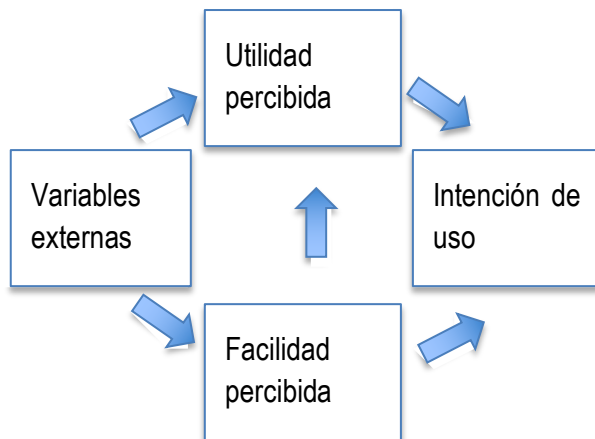 Utilidad
percibida
Variables
externas
Intención de
uso
Facilidad
percibida